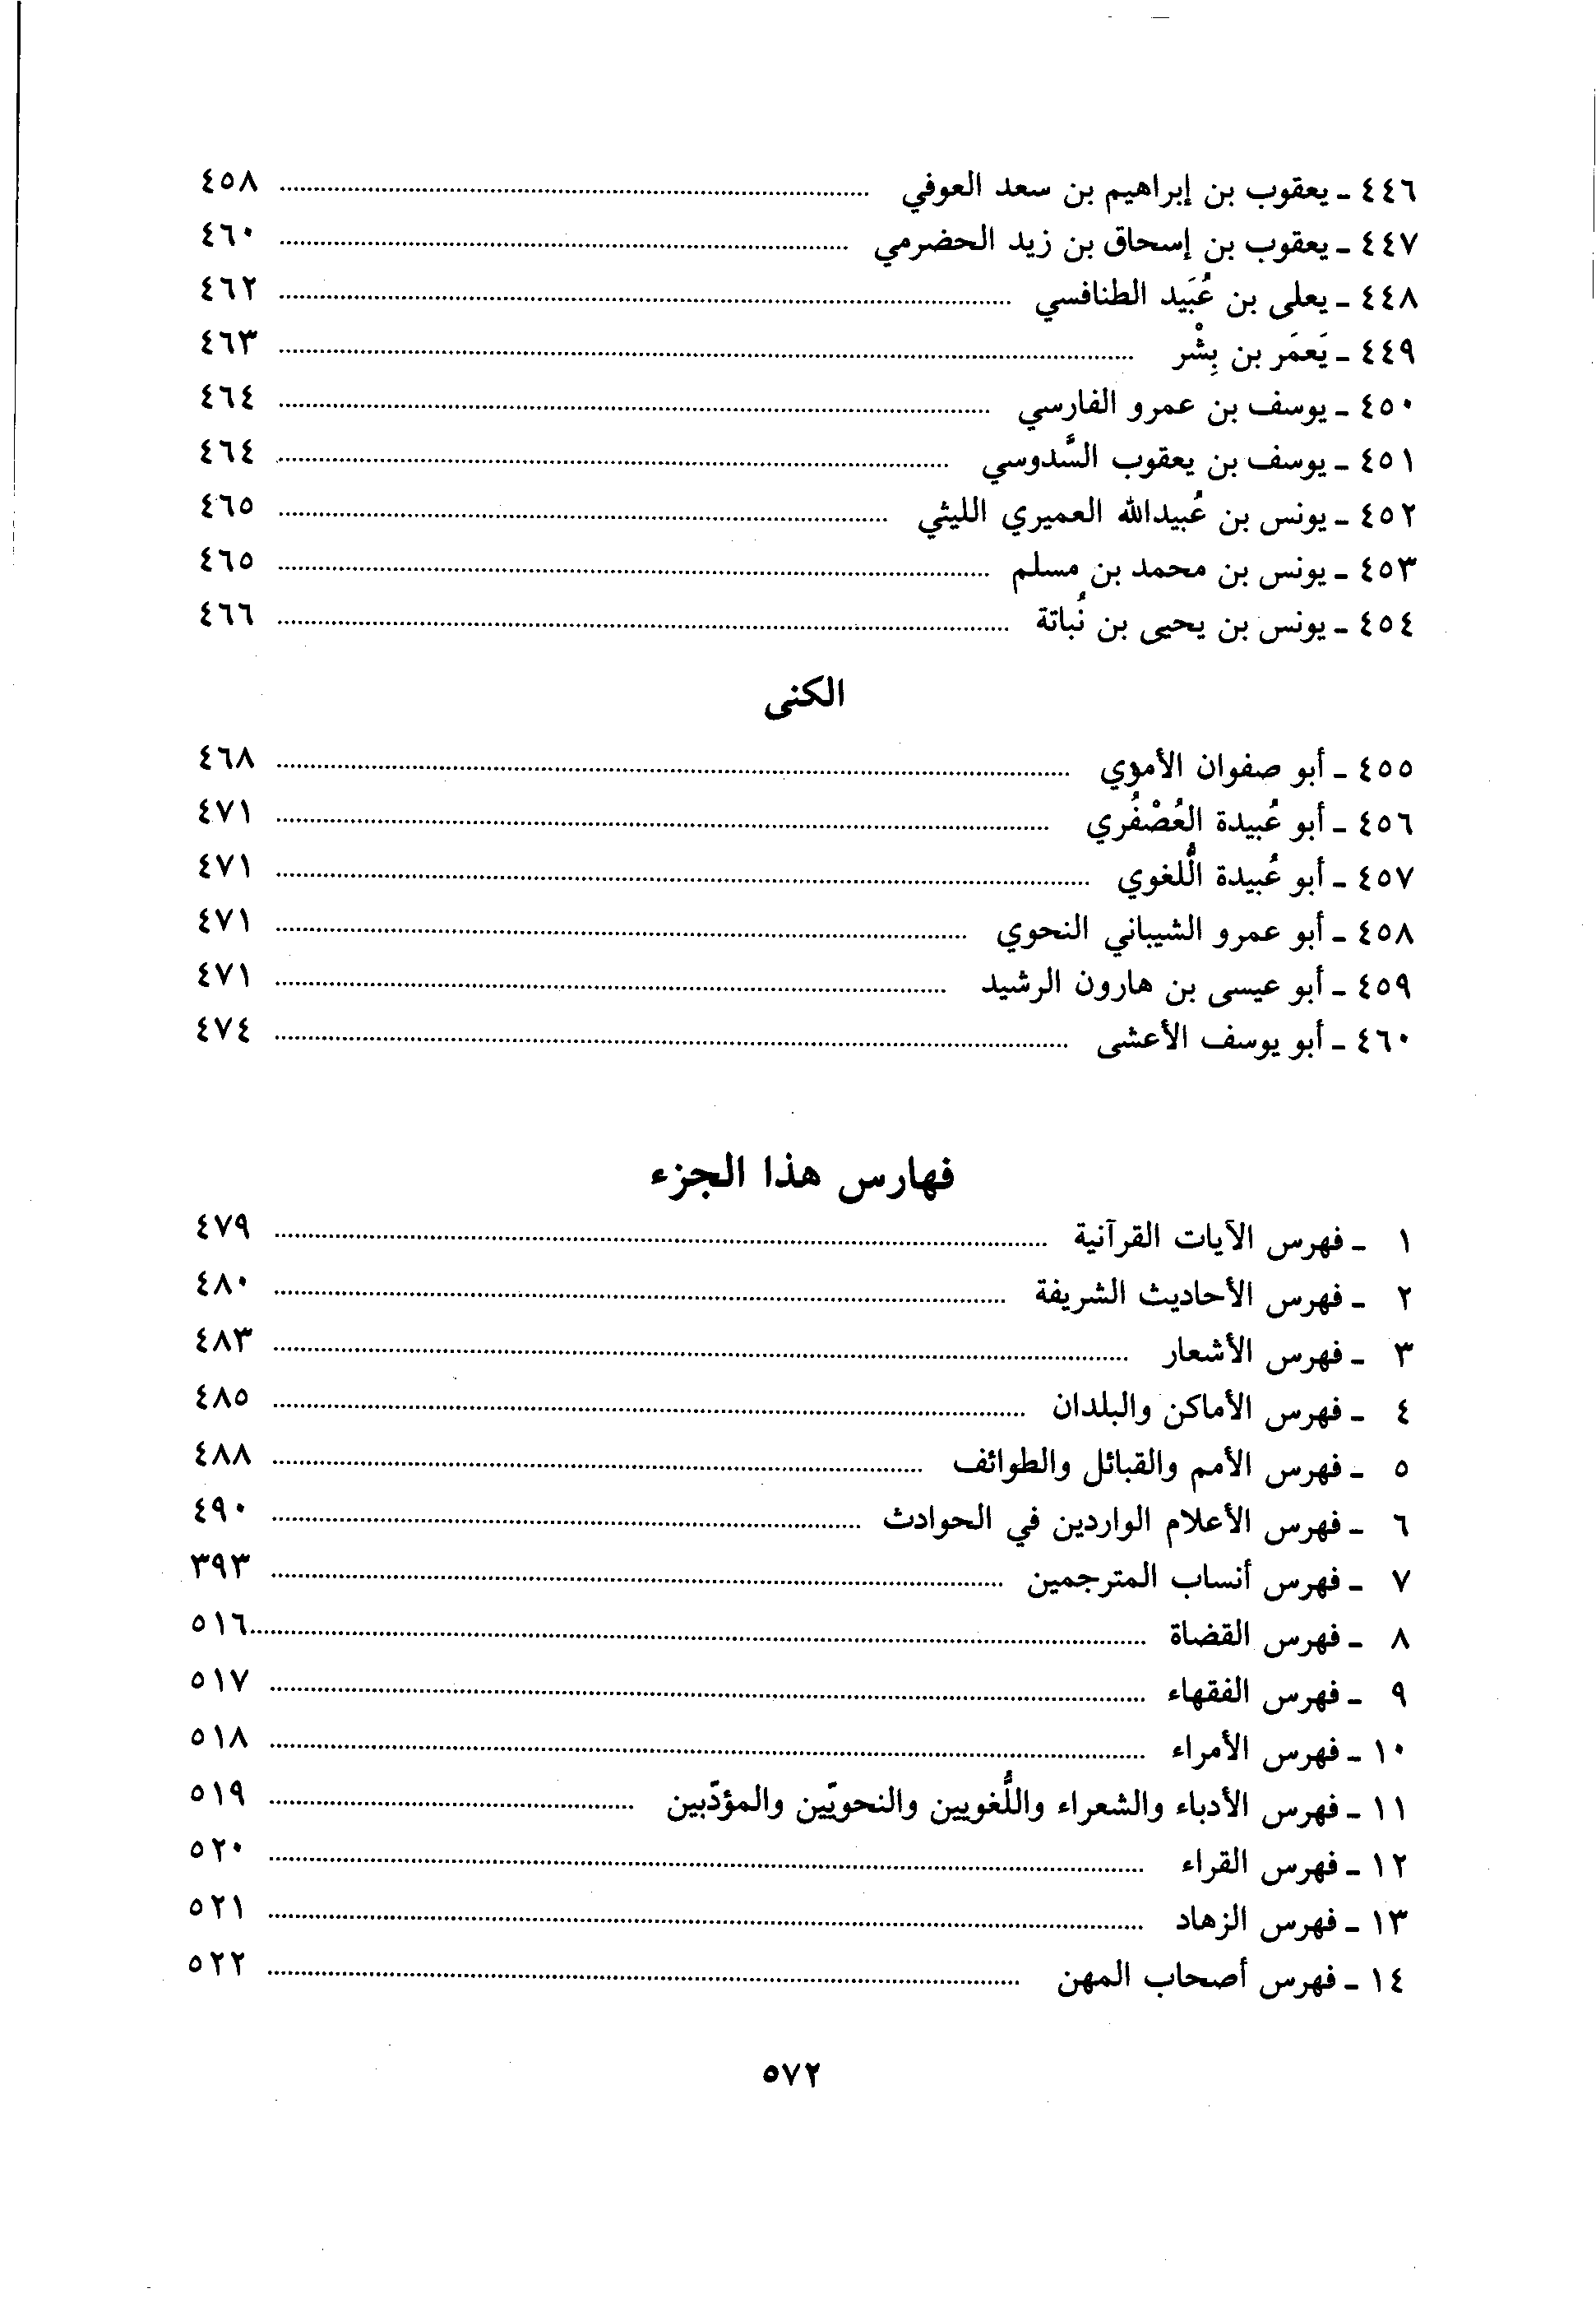 ٤٤٦ ـ يعقوب بن إبراهيم بن سعد العوفي ........ ٤٥٨
٤٤٧ ـ يعقوب بن إسحاق بن زيد الحضرمي ........ ٤٦٠
٤٤٨ ـ يعلى بن عُبَيد الطنافسي ........ ٤٦٢
٤٤٩ ـ يَعمَر بن بِشْر ........ ٤٦٣
٤٥٠ ـ يوسف بن عمرو الفارسي ........ ٤٦٤
٤٥١ ـ يوسف بن يعقوب السَّدوسي ........ ٤٦٤
٤٥٢ ـ يونس بن عُبيدالله العميري الليثي ........ ٤٦٥
٤٥٣ ـ يونس بن محمد بن مسلم ........ ٤٦٥
٤٥٤ ـ يونس بن يحيى بن نُباتة ........ ٤٦٦
الكنى
٤٥٥ ـ أبو صفوان الأموي ........ ٤٦٨
٤٥٦ ـ أبو عُبيدة العُصْفُري ........ ٤٧١
٤٥٧ ـ أبو عُبيدة اللُّغوي ........ ٤٧١
٤٥٨ ـ أبو عمرو الشيباني النحوي ........ ٤٧١
٤٥٩ ـ أبو عيسى بن هارون الرشيد ........ ٤٧١
٤٦٠ ـ أبو يوسف الأعشى ........ ٤٧٤
فهارس هذا الجزء
١ ـ فهرس الآيات القرآنية ........ ٤٧٩
٢ ـ فهرس الأحاديث الشريفة ........ ٤٨٠
٣ ـ فهرس الأشعار ........ ٤٨٣
٤ ـ فهرس الأماكن والبلدان ........ ٤٨٥
٥ ـ فهرس الأمم والقبائل والطوائف ........ ٤٨٨
٦ ـ فهرس الأعلام الواردين في الحوادث ........ ٤٩٠
٧ ـ فهرس أنساب المترجمين ........ ٣٩٣
٨ ـ فهرس القضاة ........ ٥١٦
٩ ـ فهرس الفقهاء ........ ٥١٧
١٠ ـ فهرس الأمراء ........ ٥١٨
١١ ـ فهرس الأدباء والشعراء واللُّغويين والنحويّين والمؤدّبين ........ ٥١٩
١٢ ـ فهرس القراء ........ ٥٢٠
١٣ ـ فهرس الزهاد ........ ٥٢١
١٤ ـ فهرس أصحاب المهن ........ ٥٢٢
٥٧٢